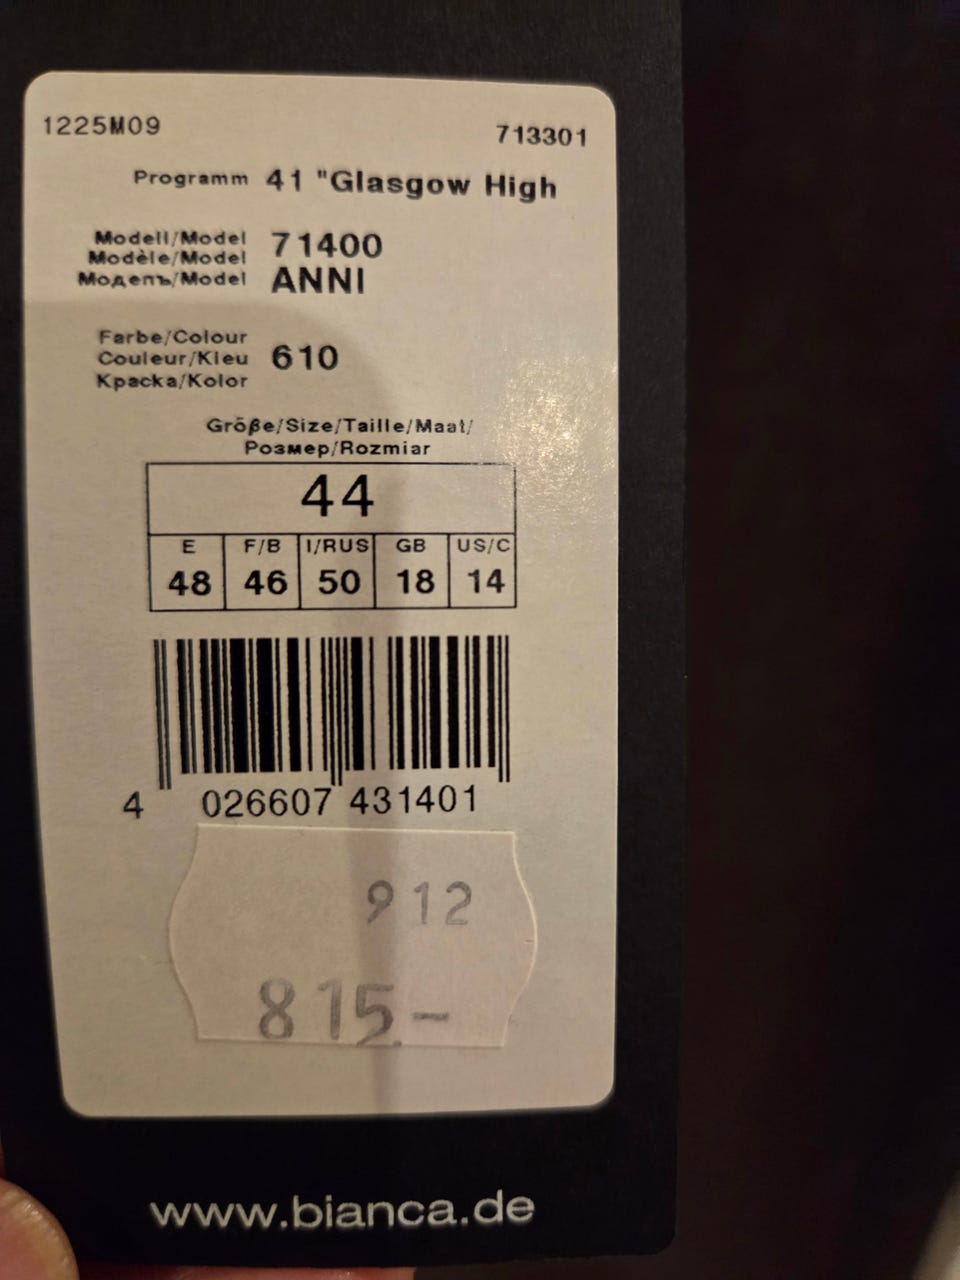 1225M09
713301
Programm 41 "Glasgow High
Modell/Model
Modèle/Model
Модель/Model
71400
ANNI
Farbe/Colour
Couleur/Kleu
Краска/Kolor
610
Größe/Size/Taille/Maat/
Розмер/Rozmiar
44
E F/B I/RUS GB US/C
48 46 50 18 14
4 026607 431401
912
815.-
www.bianca.de